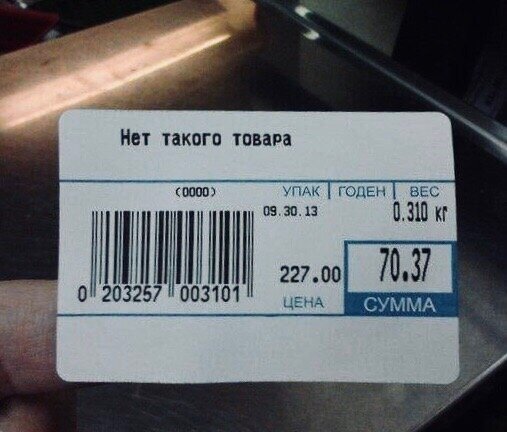 Нет такого товара
(0000)
УПАК ГОДЕН ВЕС
09.30.13
0.310 кг
227.00
70.37
ЦЕНА
СУММА
0 203257 003101